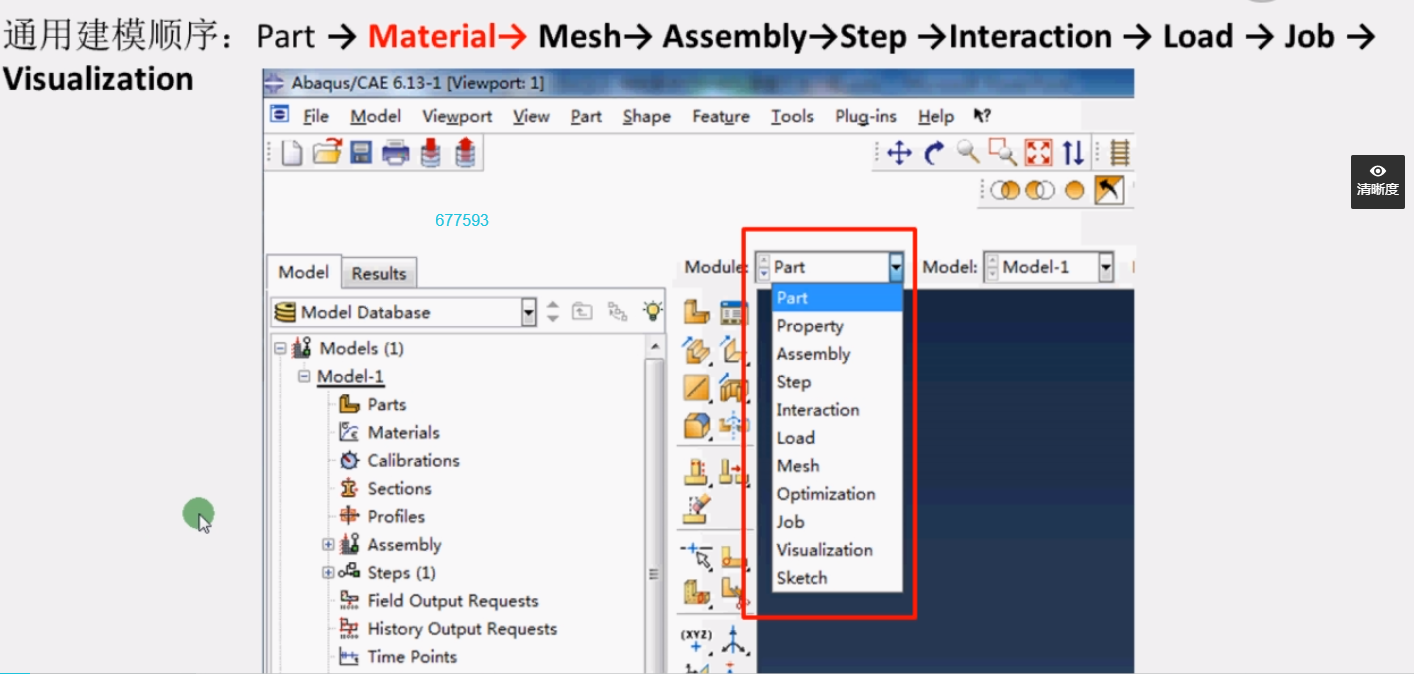 通用建模顺序：Part → Material→ Mesh→ Assembly→Step →Interaction → Load → Job →
Visualization
Abaqus/CAE 6.13-1 [Viewport: 1]
File Model Viewport View Part Shape Feature Tools Plug-ins Help
清晰度
677593
Model Results
Module: Part Model: Model-1
Model Database
Part
Property
Assembly
Step
Interaction
Load
Mesh
Optimization
Job
Visualization
Sketch
Models (1)
Model-1
Parts
Materials
Calibrations
Sections
Profiles
Assembly
Steps (1)
Field Output Requests
History Output Requests
Time Points
(XYZ)